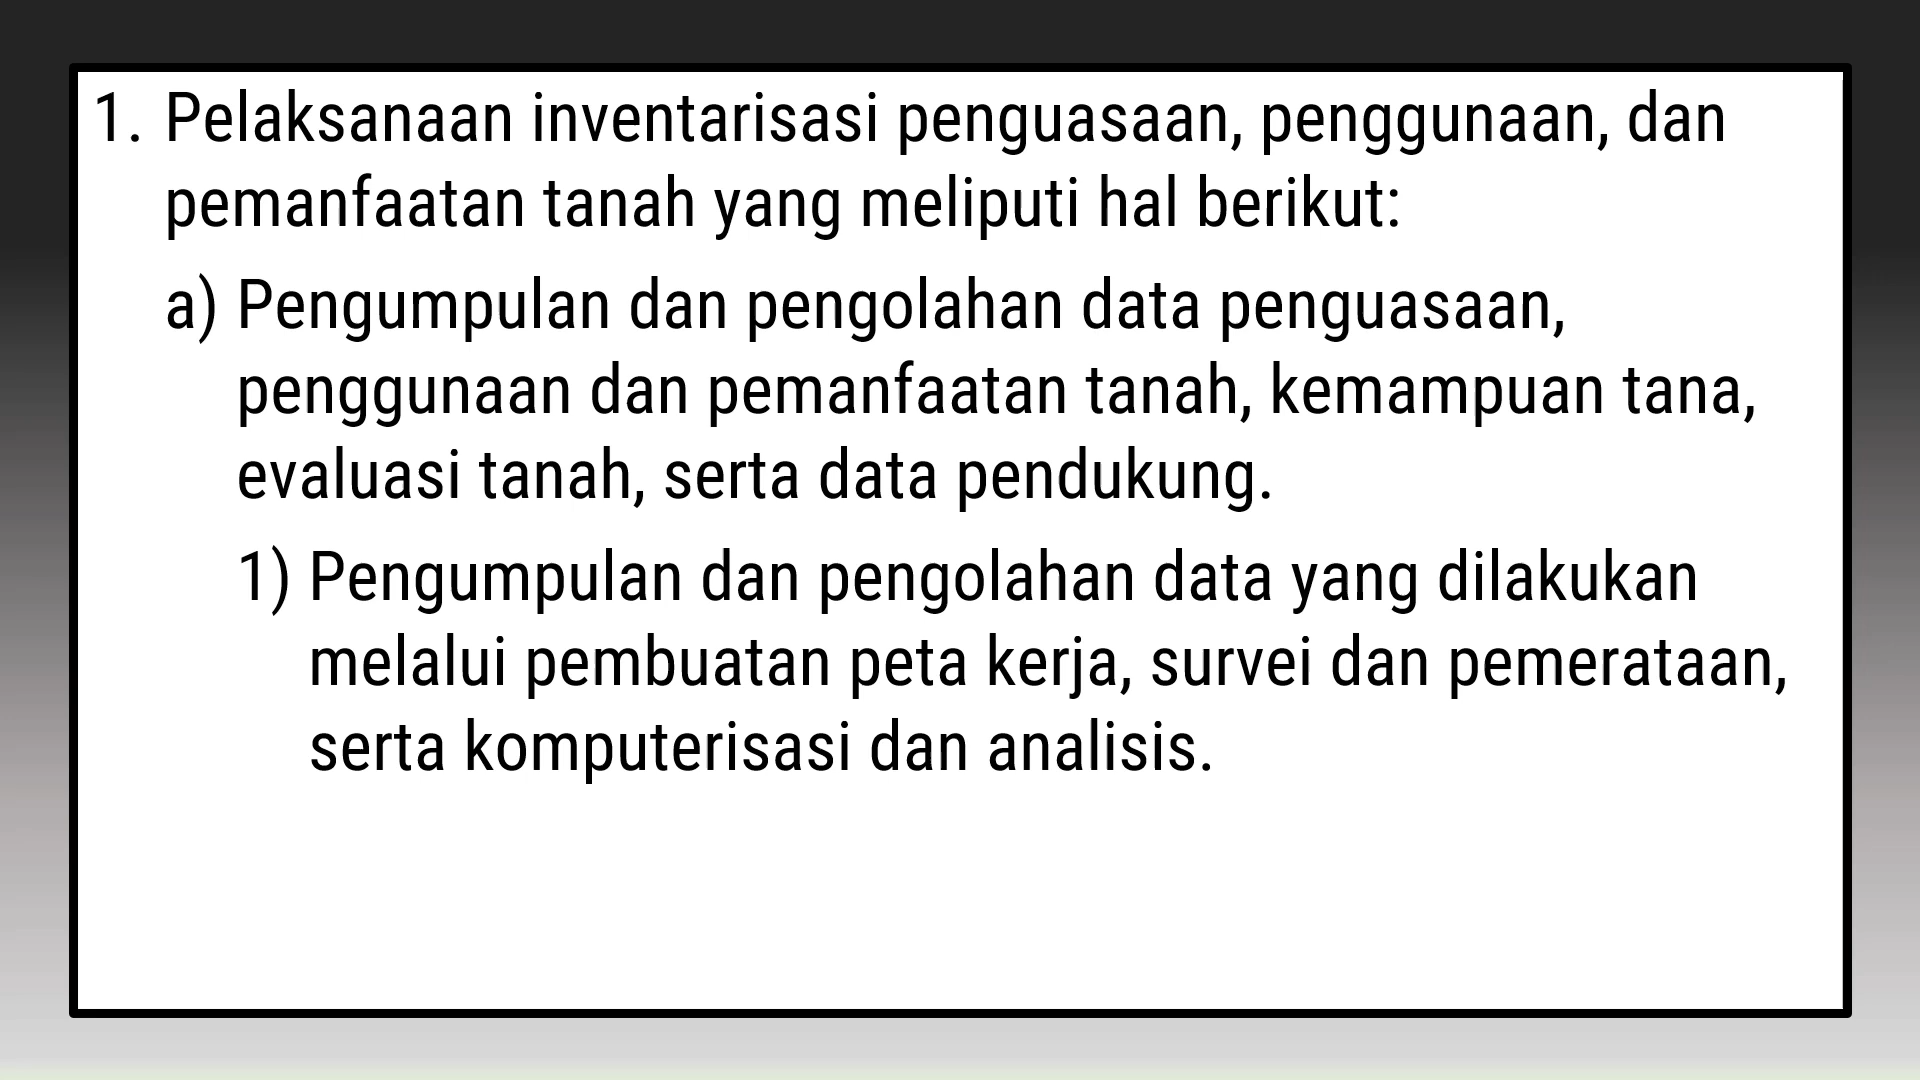 1. Pelaksanaan inventarisasi penguasaan, penggunaan, dan
pemanfaatan tanah yang meliputi hal berikut:
a) Pengumpulan dan pengolahan data penguasaan,
penggunaan dan pemanfaatan tanah, kemampuan tana,
evaluasi tanah, serta data pendukung.
1) Pengumpulan dan pengolahan data yang dilakukan
melalui pembuatan peta kerja, survei dan pemerataan,
serta komputerisasi dan analisis.